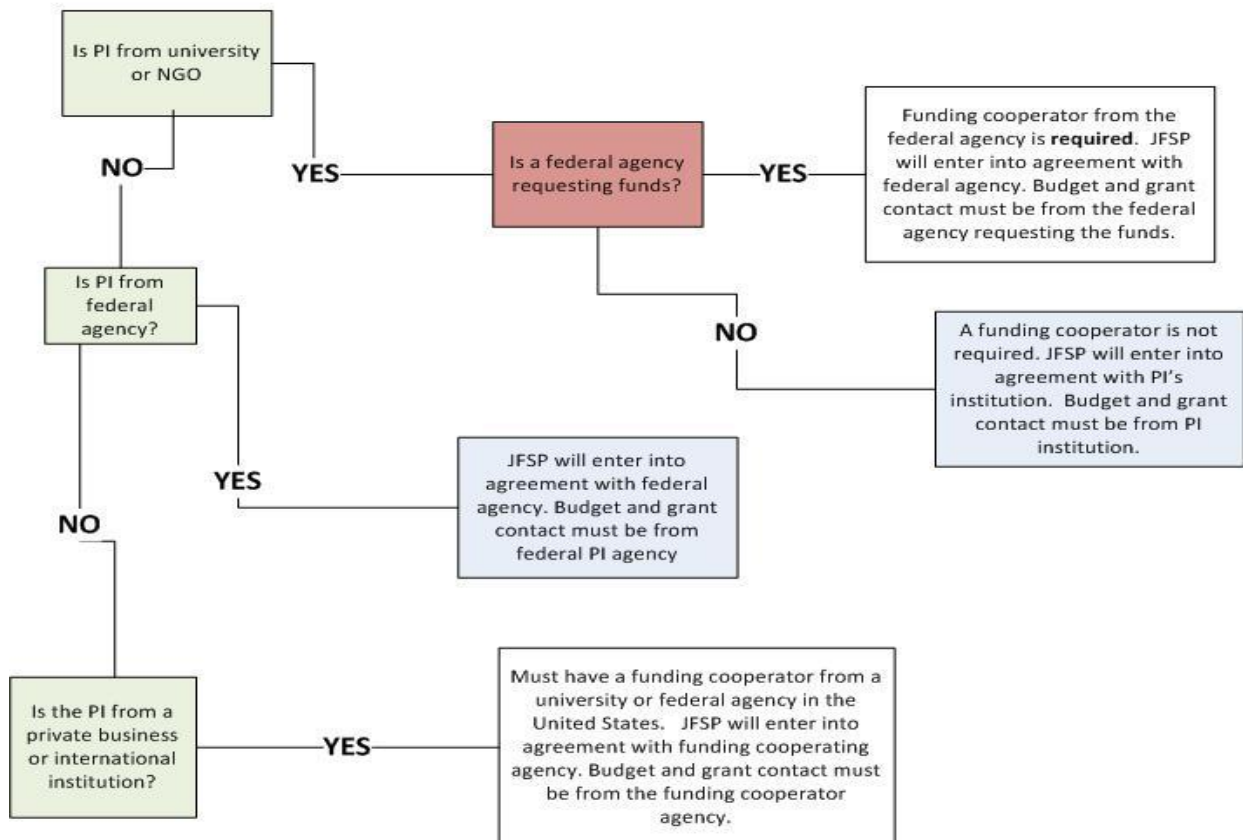 Is PI from university
or NGO
NO
YES
Is a federal agency
requesting funds?
YES
Funding cooperator from the
federal agency is required.  JFSP
will enter into agreement with
federal agency. Budget and grant
contact must be from the federal
agency requesting the funds.
NO
A funding cooperator is not
required. JFSP will enter into
agreement with PI’s
institution.  Budget and grant
contact must be from PI
institution.
Is PI from
federal
agency?
YES
JFSP will enter into
agreement with federal
agency. Budget and grant
contact must be from
federal PI agency
NO
Is the PI from a
private business
or international
institution?
YES
Must have a funding cooperator from a
university or federal agency in the
United States.   JFSP will enter into
agreement with funding cooperating
agency. Budget and grant contact must
be from the funding cooperator
agency.